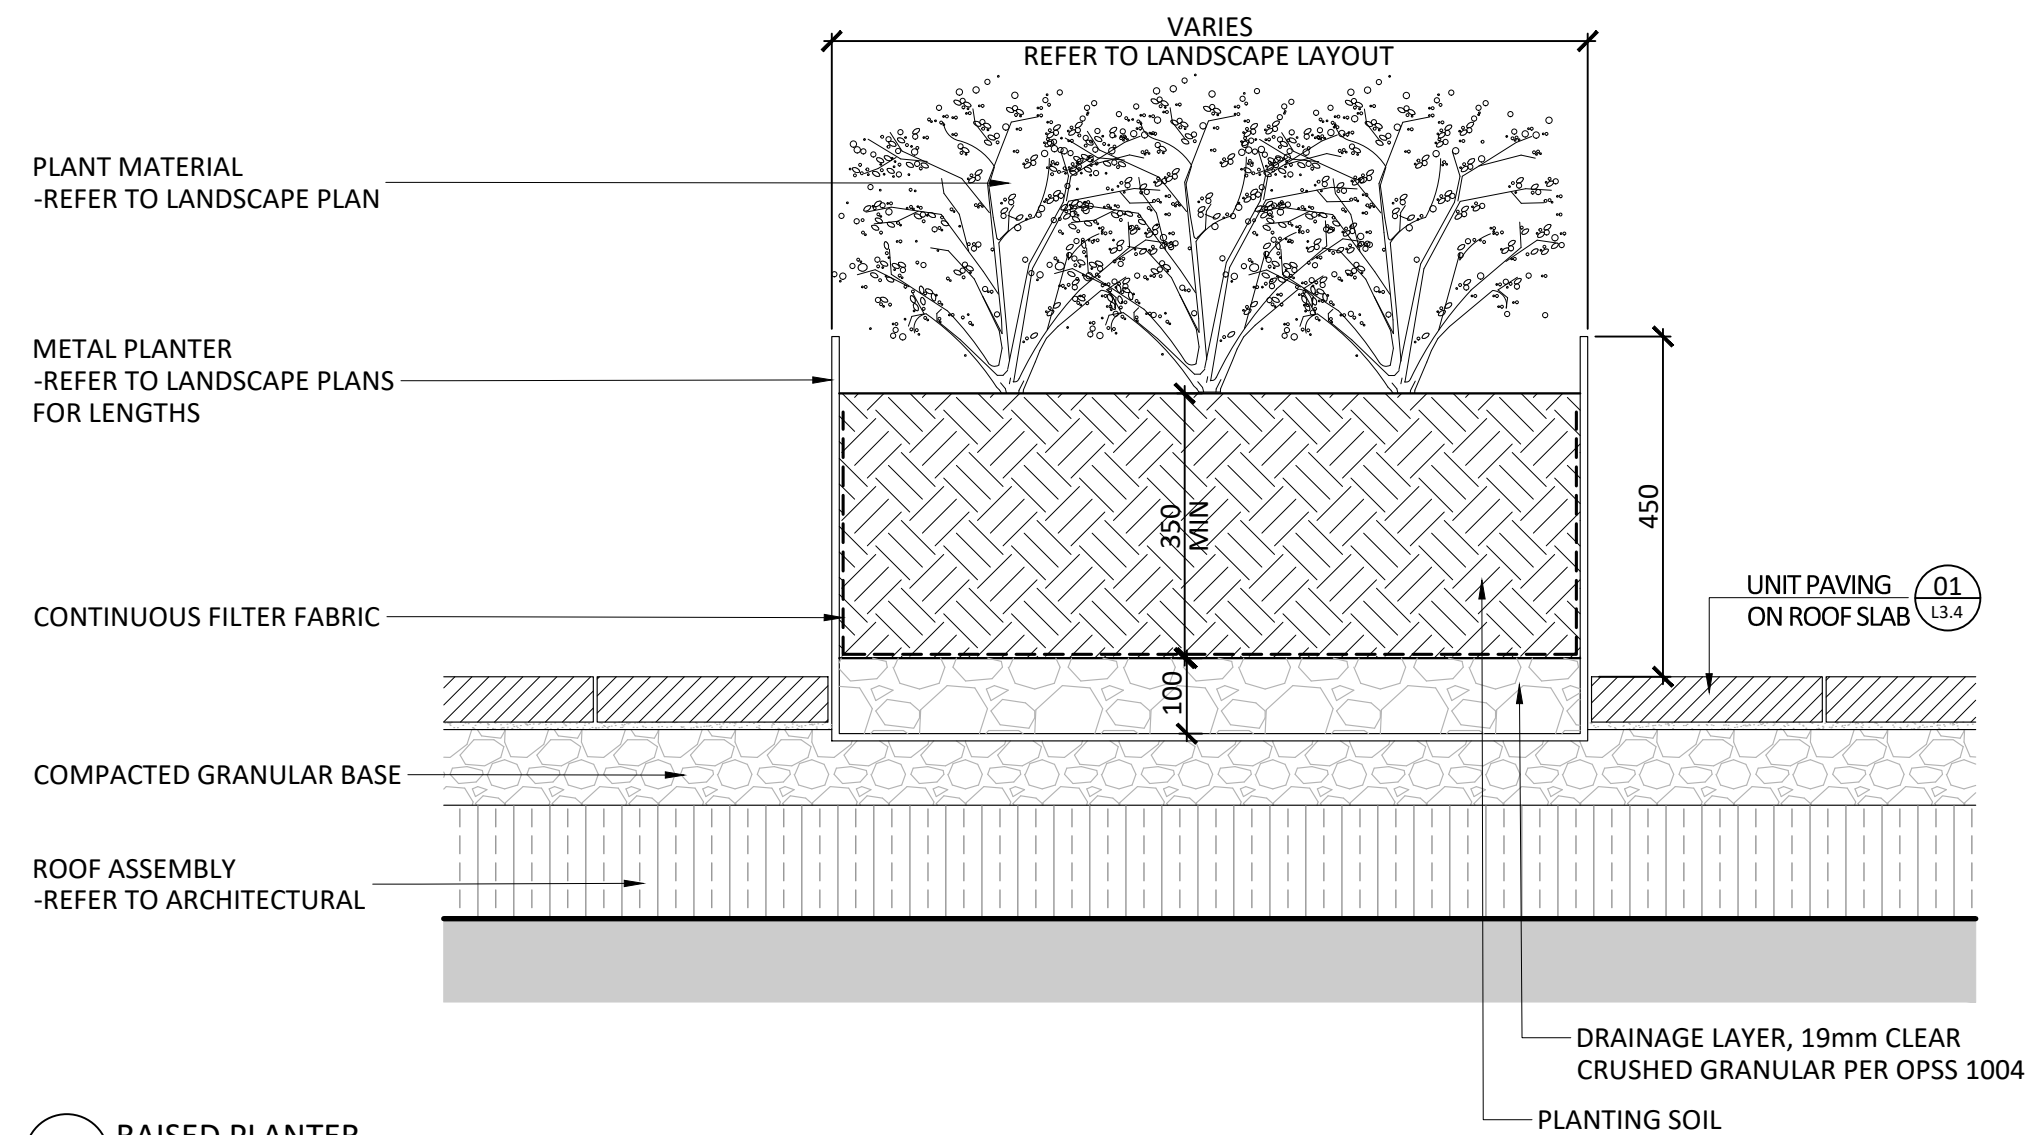 VARIES
REFER TO LANDSCAPE LAYOUT
PLANT MATERIAL
-REFER TO LANDSCAPE PLAN
METAL PLANTER
-REFER TO LANDSCAPE PLANS
FOR LENGTHS
350
MIN
450
UNIT PAVING
ON ROOF SLAB
01
L3.4
CONTINUOUS FILTER FABRIC
100
COMPACTED GRANULAR BASE
ROOF ASSEMBLY
-REFER TO ARCHITECTURAL
DRAINAGE LAYER, 19mm CLEAR
CRUSHED GRANULAR PER OPSS 1004
PLANTING SOIL
RAISED PLANTER